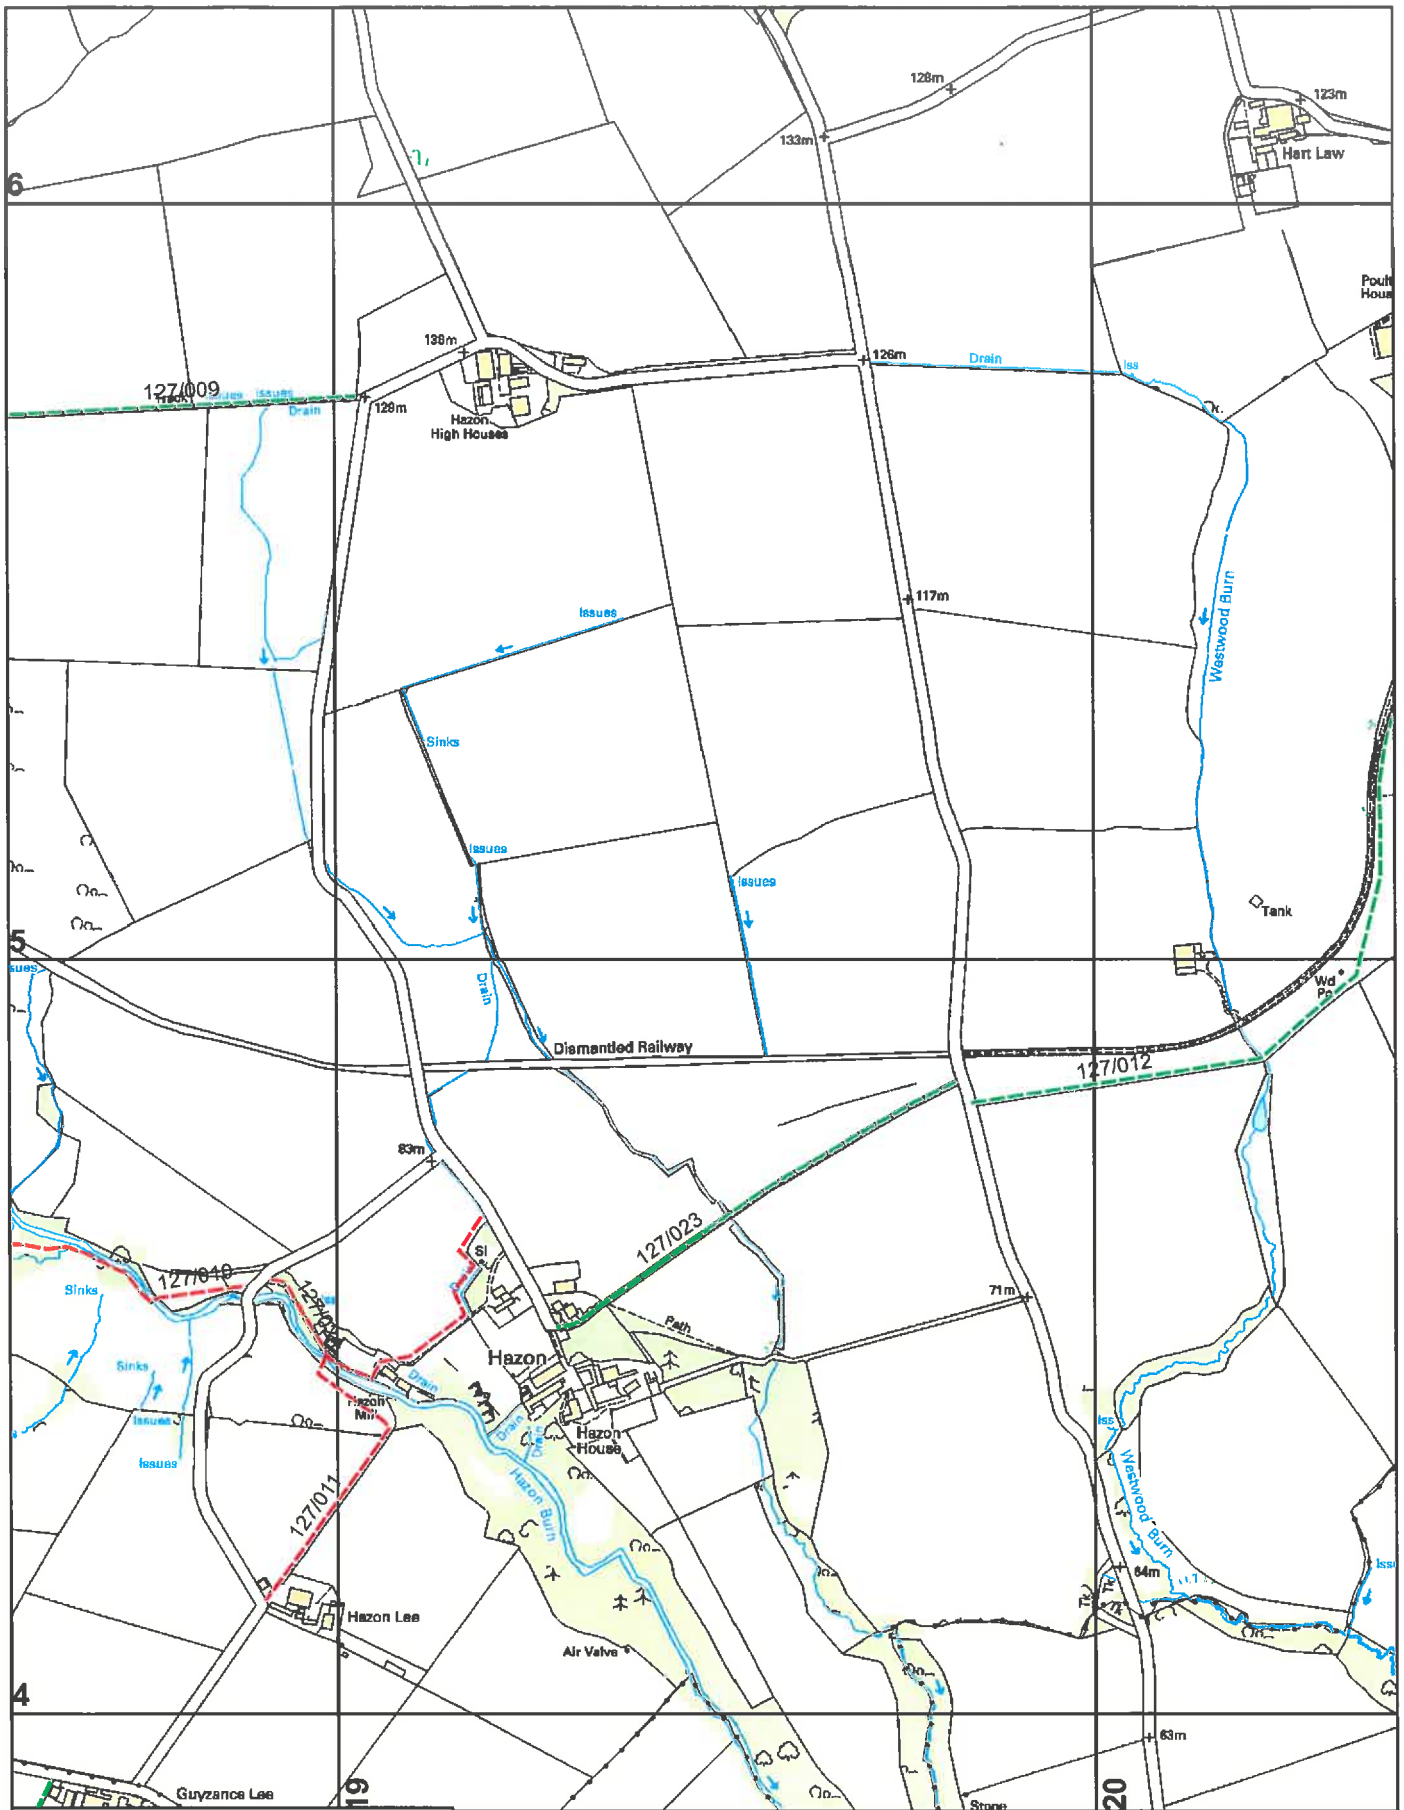 128m
123m
133m
Hart Law
6
138m
126m
Drain
Iss
127/009
Issues
Drain
129m
Hazon
High Houses
117m
Issues
Westwood Burn
Sinks
Issues
Issues
Tank
5
Drain
Wd
Dismantled Railway
127/012
83m
127/023
SI
127/010
Sinks
71m
Path
Hazon
Sinks
Drain
Hazon
Mill
Issues
Drain
Drain
Hazon
House
Iss
Issues
Hazon Burn
Westwood Burn
127/011
64m
Hazon Lee
Air Valve
4
63m
Guyzance Lee
19
20
Stone